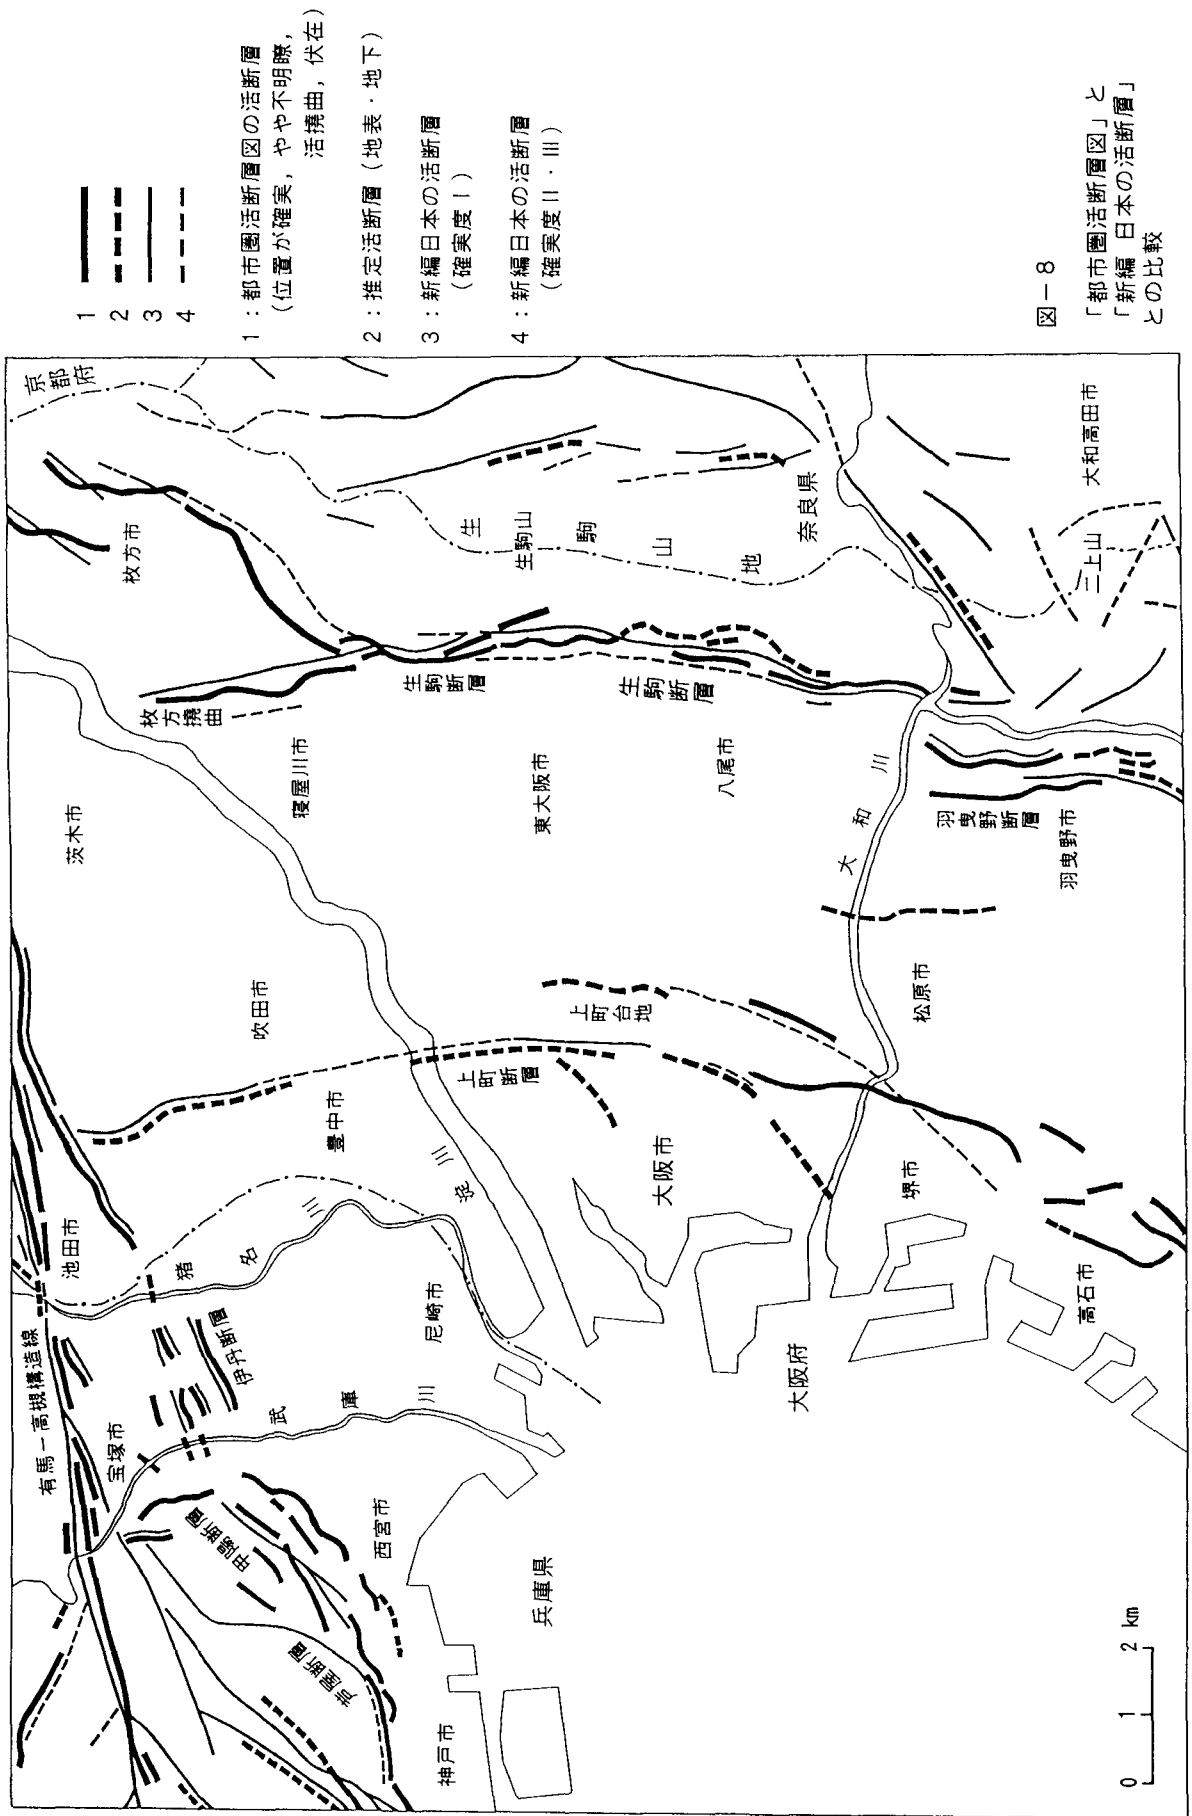 1
2
3
4
1：都市圏活断層図の活断層
（位置が確実，やや不明瞭，
活撓曲，伏在）
2：推定活断層（地表・地下）
3：新編日本の活断層
（確実度Ⅰ）
4：新編日本の活断層
（確実度Ⅱ・Ⅲ）
図－8
「都市圏活断層図」と
「新編 日本の活断層」
との比較
京都府
枚方市
枚方撓曲
生駒山地
生駒山
奈良県
大和高田市
二上山
生駒断層
生駒断層
茨木市
寝屋川市
東大阪市
八尾市
大和川
羽曳野断層
羽曳野市
吹田市
上町台地
松原市
豊中市
上町断層
淀川
大阪市
堺市
池田市
猪名川
尼崎市
大阪府
高石市
有馬－高槻構造線
宝塚市
伊丹断層
武庫川
甲陽断層
西宮市
兵庫県
芦屋断層
神戸市
0 1 2 km